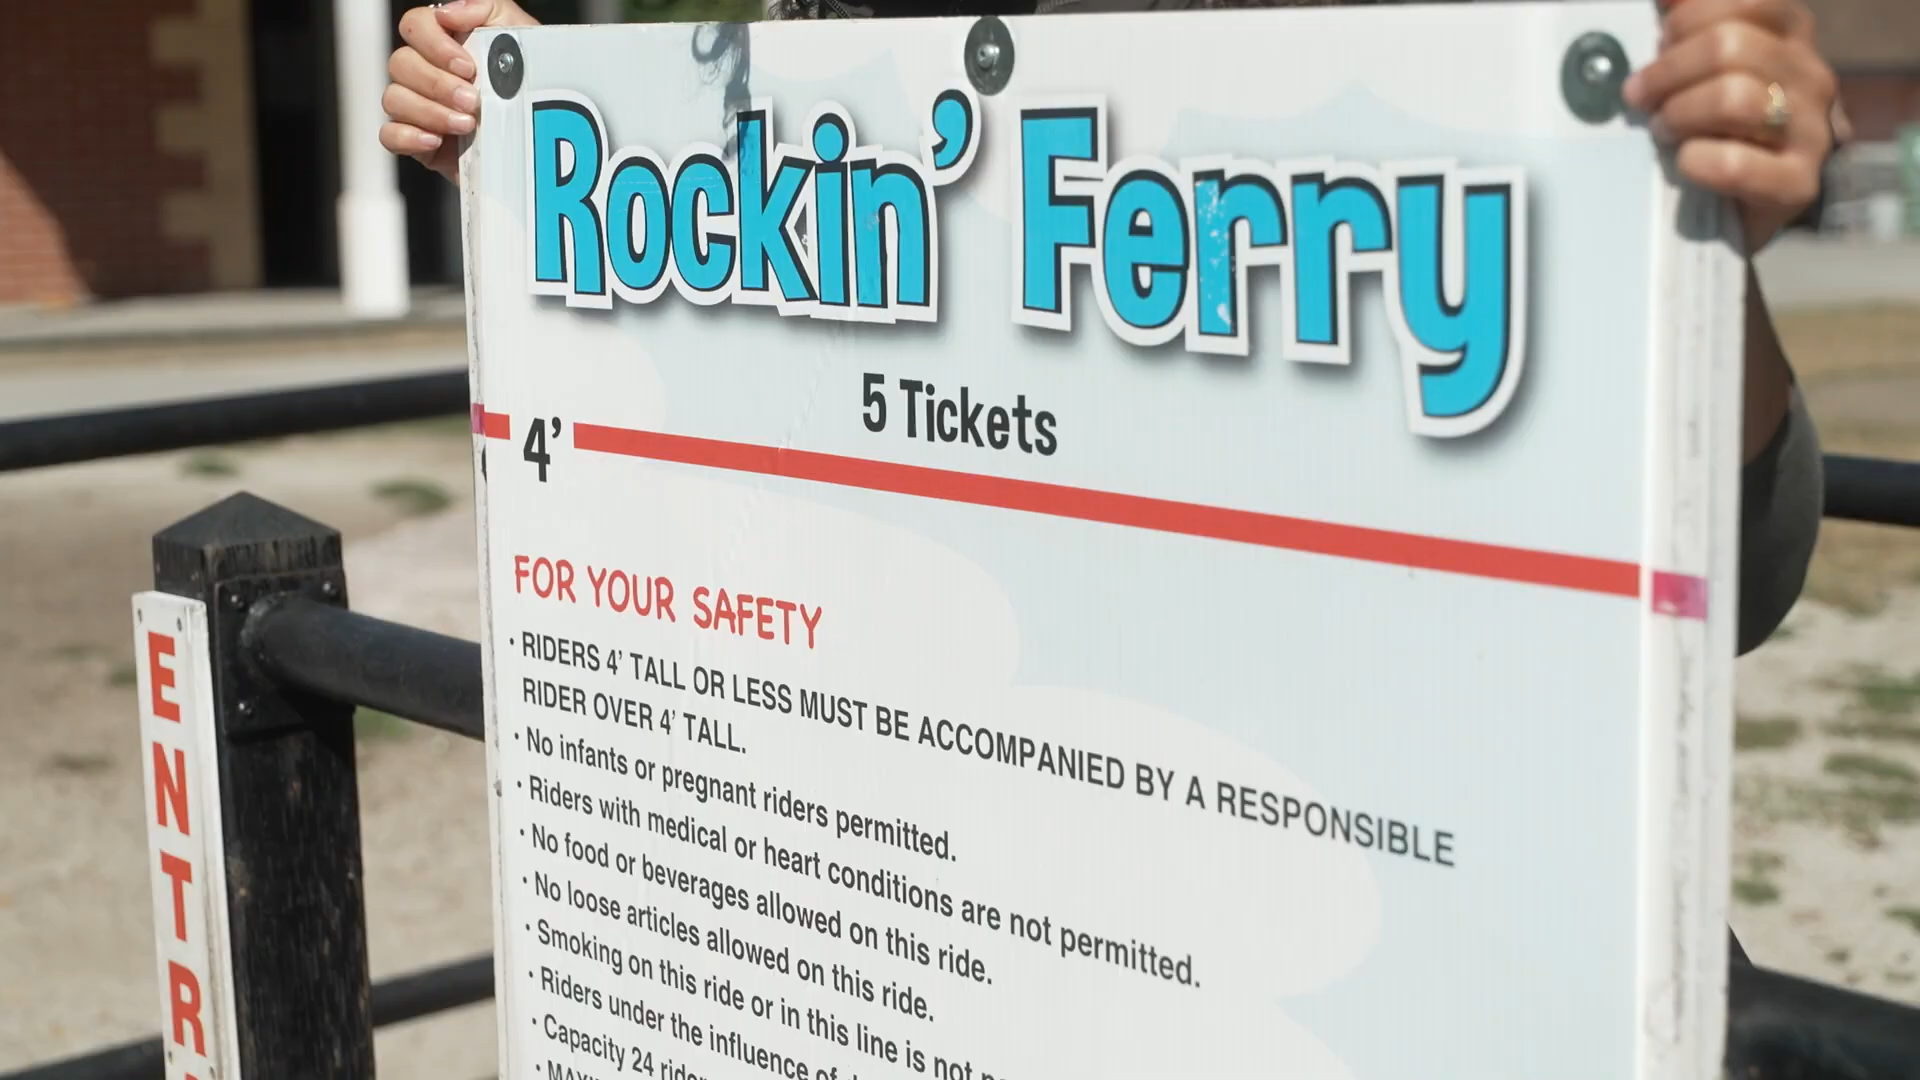 Rockin' Ferry
5 Tickets
4'
FOR YOUR SAFETY
· RIDERS 4' TALL OR LESS MUST BE ACCOMPANIED BY A RESPONSIBLE
RIDER OVER 4' TALL.
· No infants or pregnant riders permitted.
· Riders with medical or heart conditions are not permitted.
· No food or beverages allowed on this ride.
· No loose articles allowed on this ride.
· Smoking on this ride or in this line is not
· Riders under the influence of
· Capacity 24
ENTR